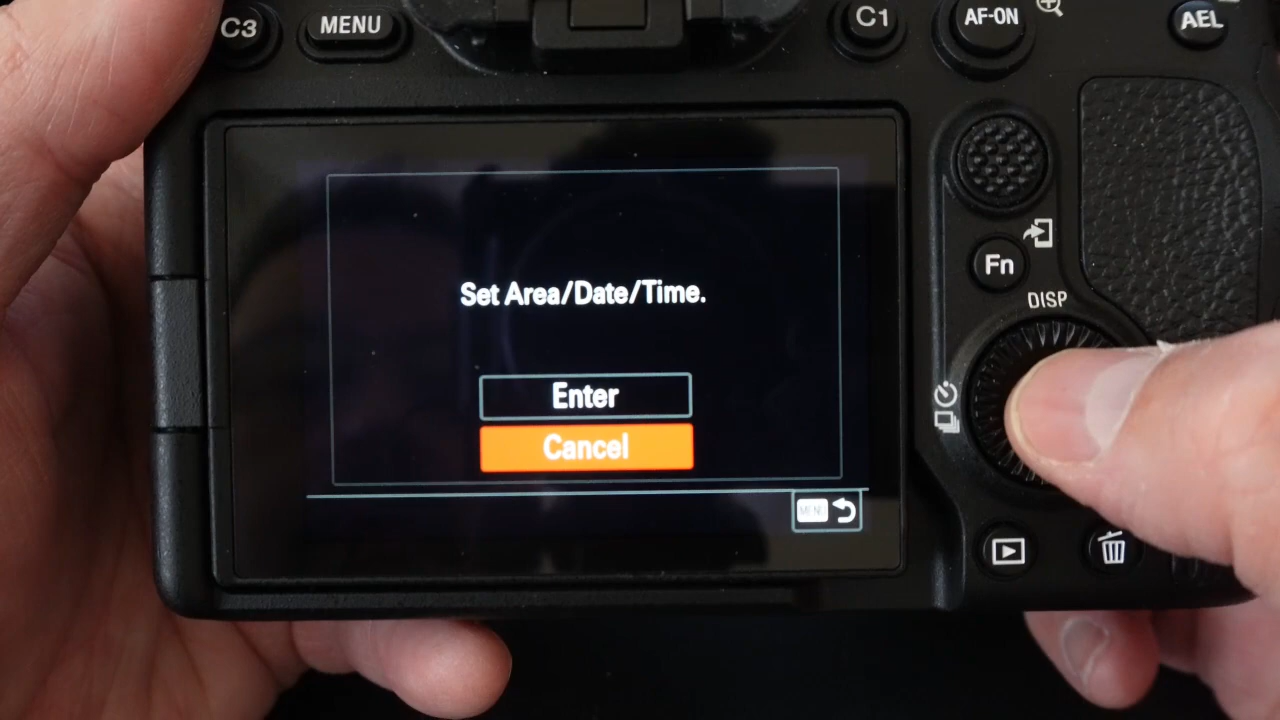 C3
MENU
C1
AF-ON
AEL
Fn
DISP
Set Area/Date/Time.
Enter
Cancel
MENU